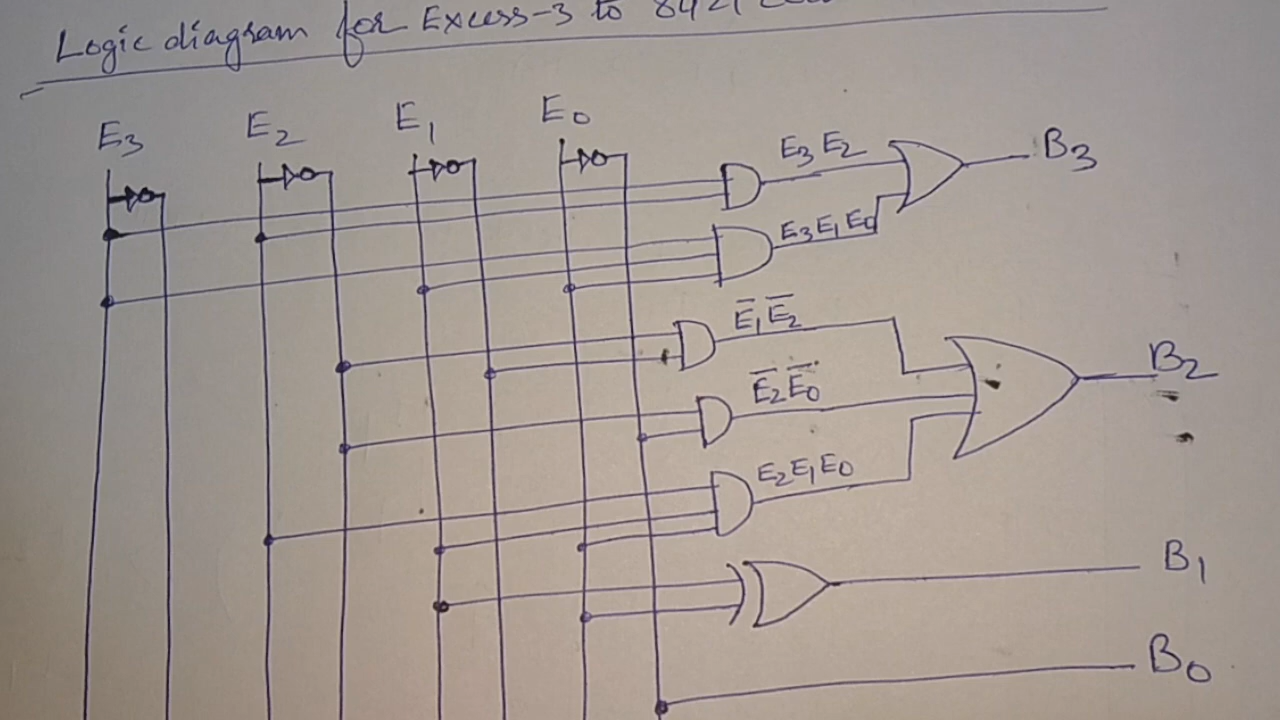 Logic diagram for Excess-3 to 8421
E3 E2 E1 E0
E3 E2
B3
E3 E1 E0
E̅1 E̅2
B2
E̅2 E̅0
E2 E1 E0
B1
B0